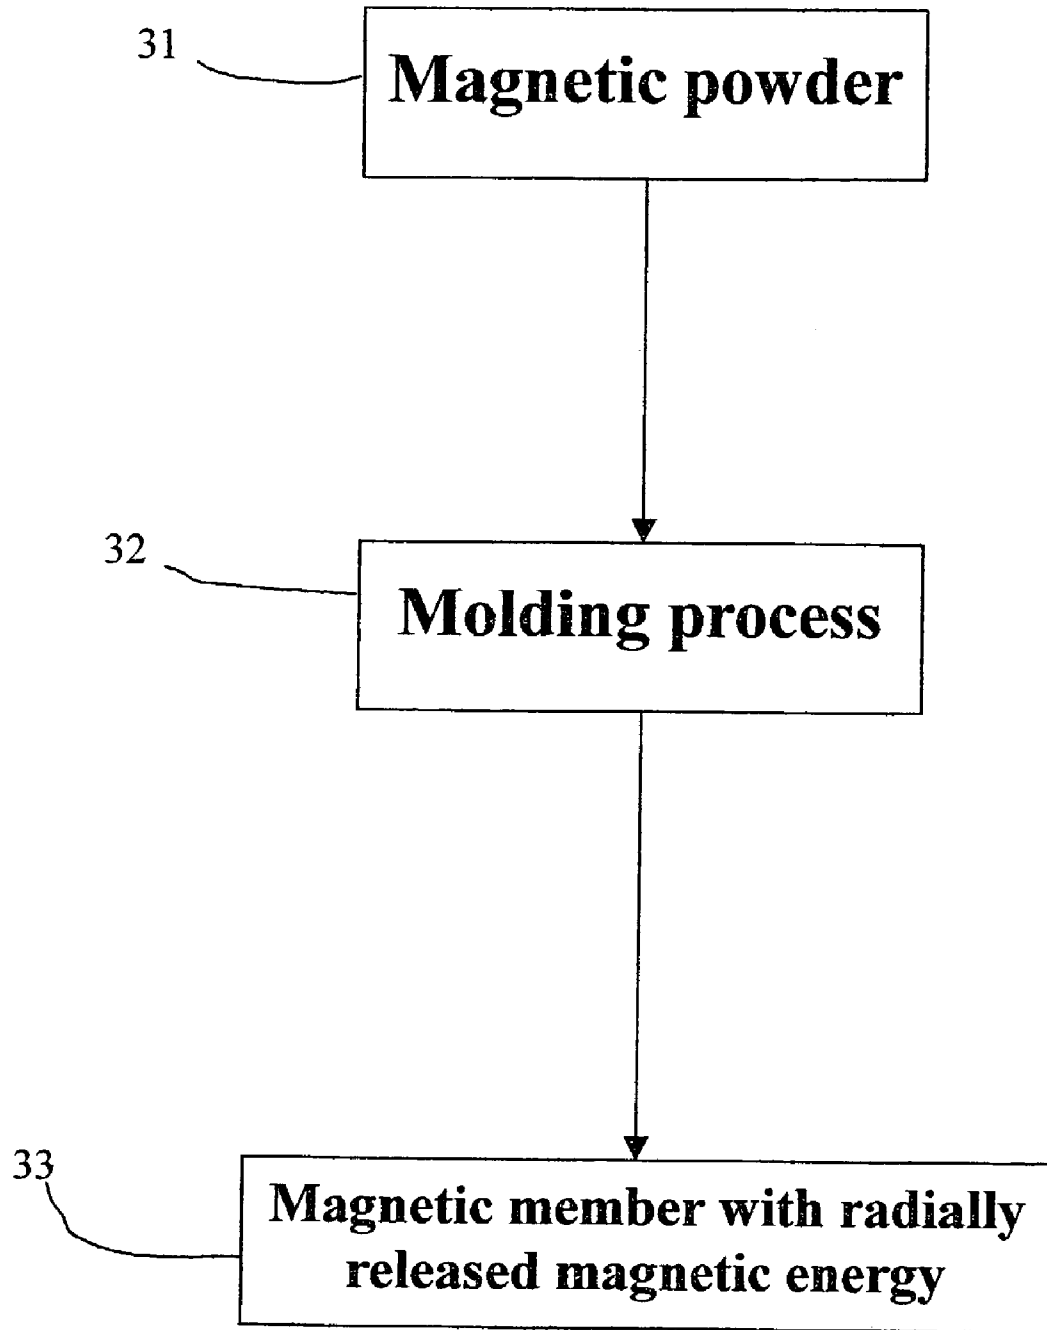 31
Magnetic powder
32
Molding process
33
Magnetic member with radially
released magnetic energy